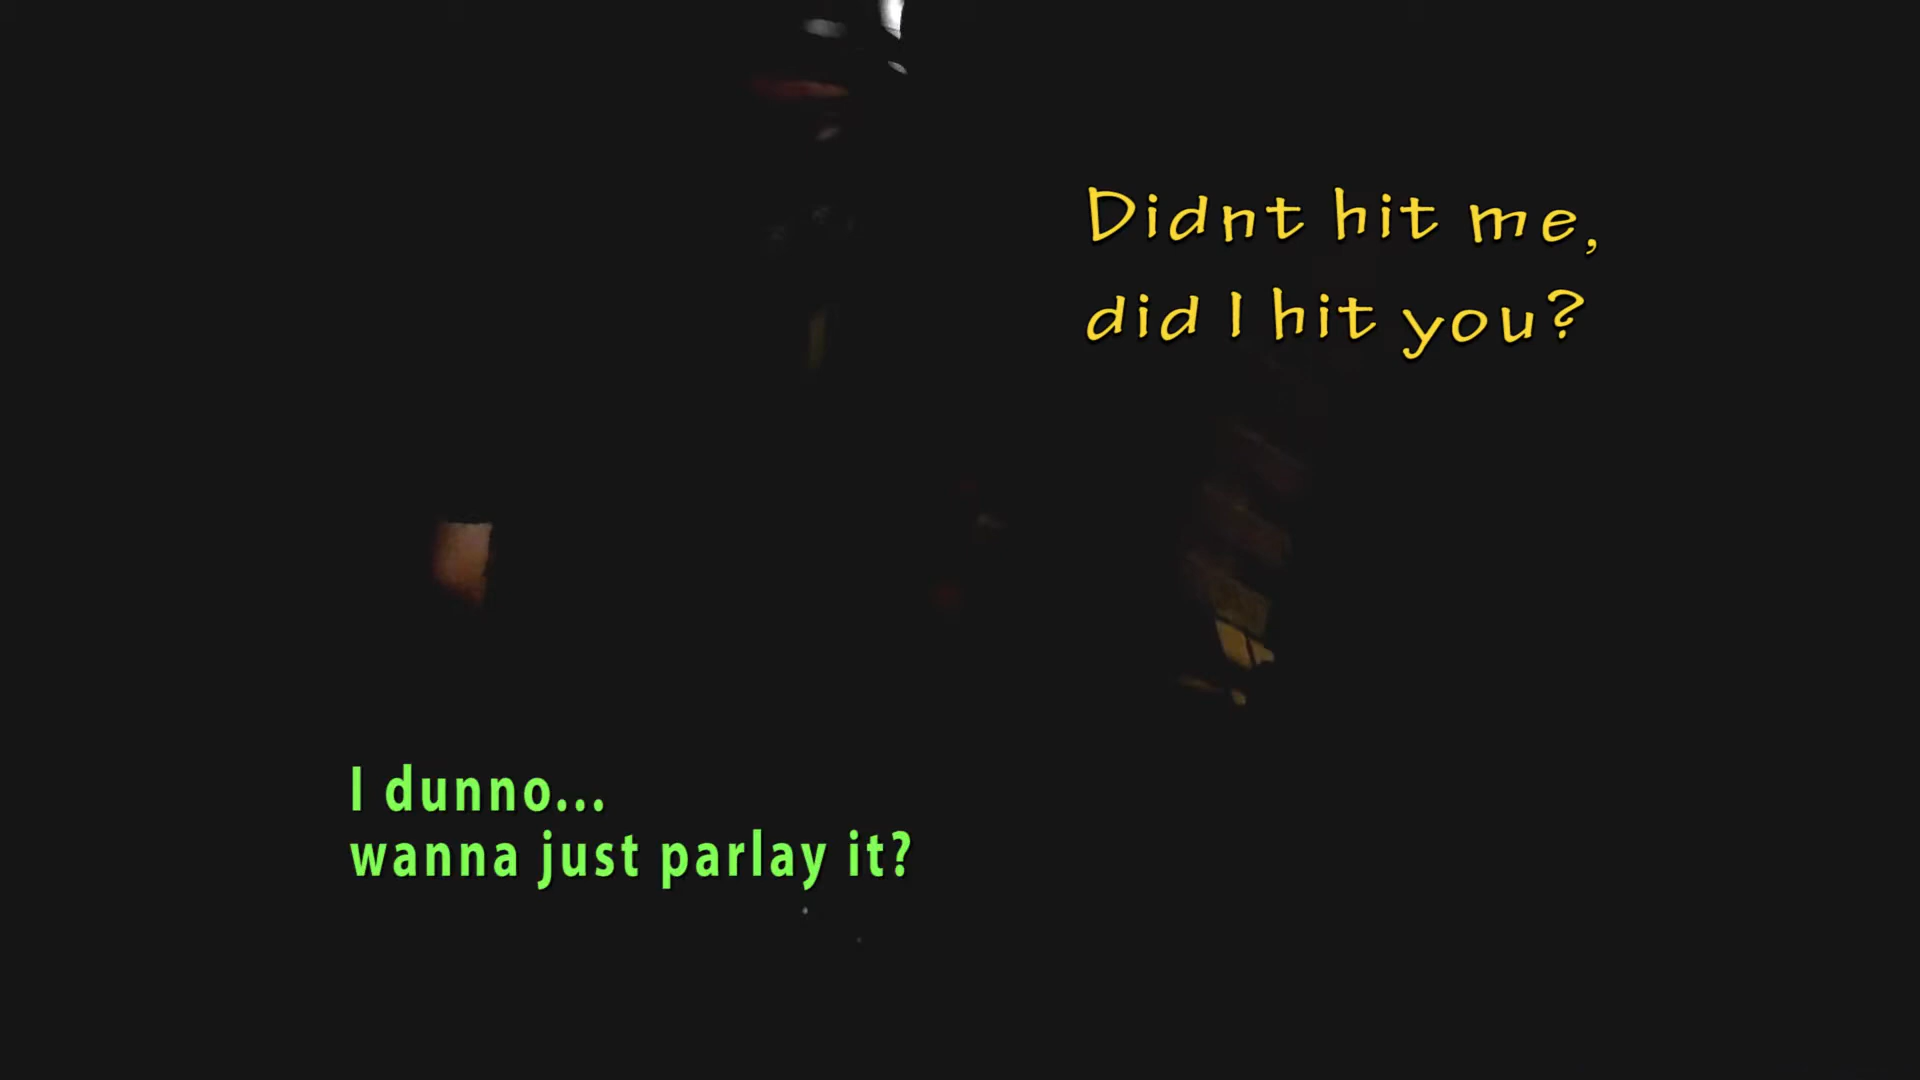 Didnt hit me,
did I hit you?
I dunno...
wanna just parlay it?